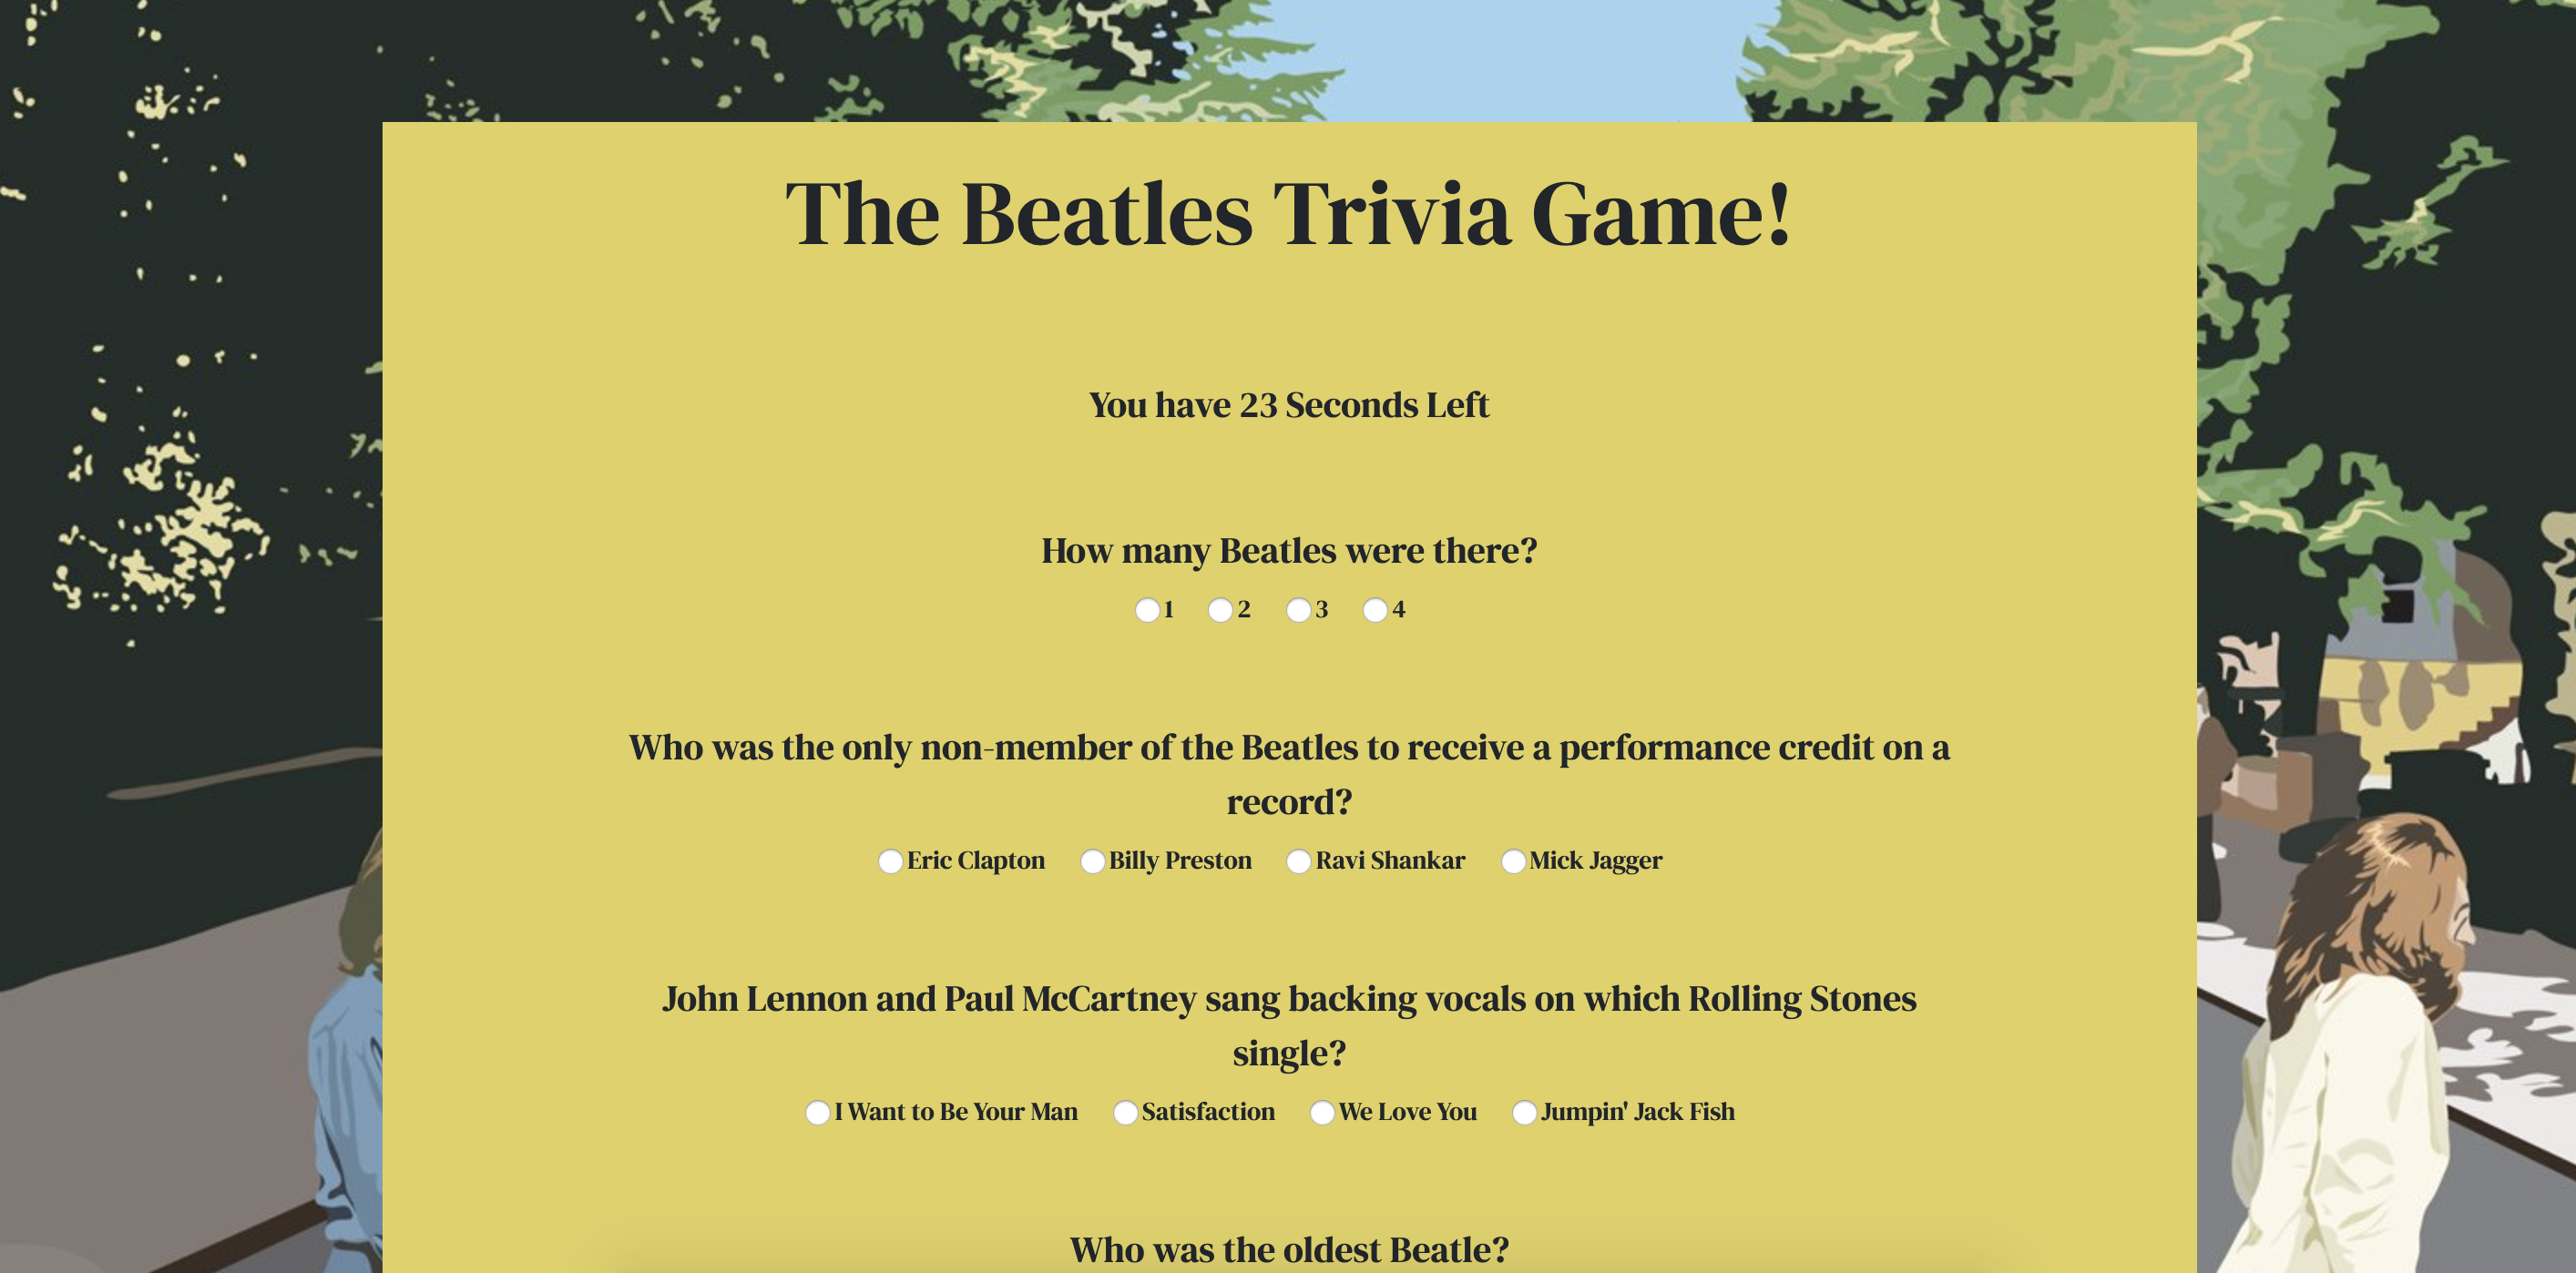 The Beatles Trivia Game!
You have 23 Seconds Left
How many Beatles were there?
1 2 3 4
Who was the only non-member of the Beatles to receive a performance credit on a
record?
Eric Clapton Billy Preston Ravi Shankar Mick Jagger
John Lennon and Paul McCartney sang backing vocals on which Rolling Stones
single?
I Want to Be Your Man Satisfaction We Love You Jumpin' Jack Fish
Who was the oldest Beatle?